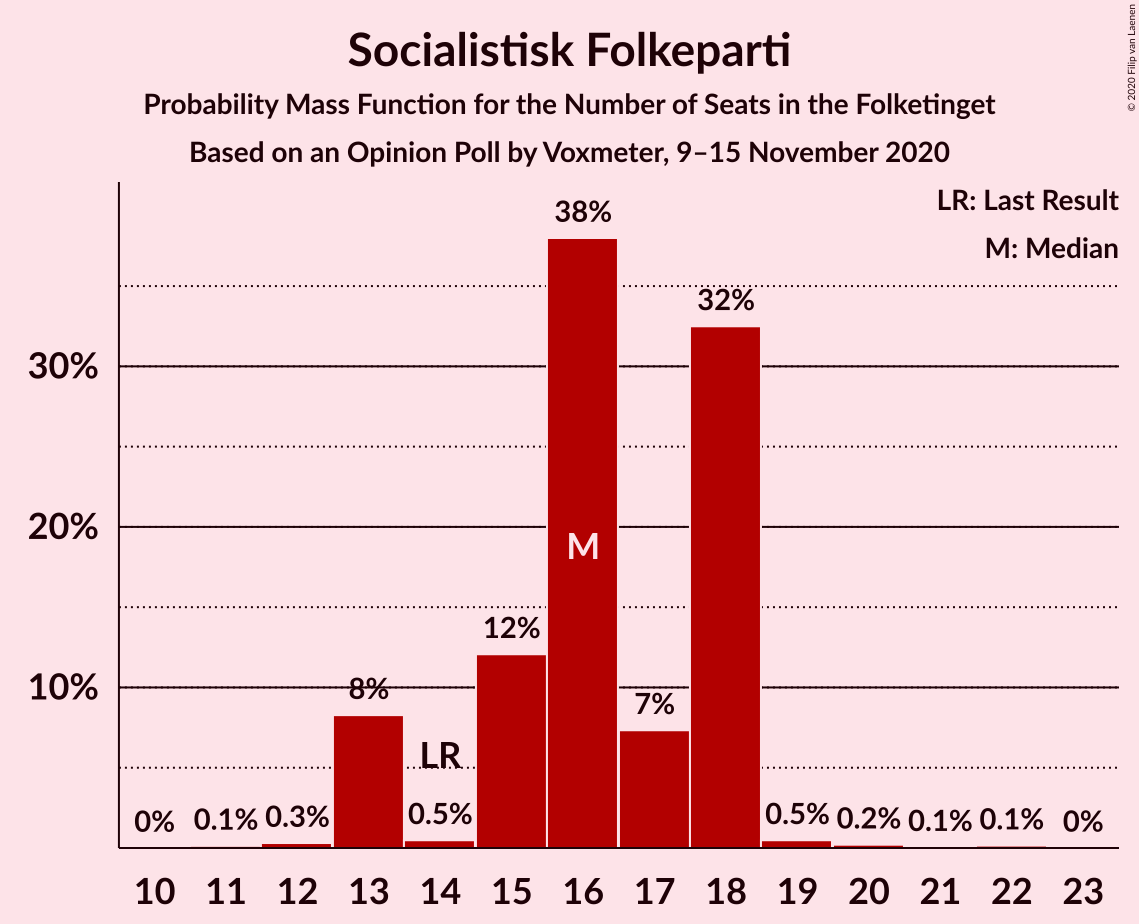 Socialistisk Folkeparti
Probability Mass Function for the Number of Seats in the Folketinget
Based on an Opinion Poll by Voxmeter, 9–15 November 2020
© 2020 Filip van Laenen
LR: Last Result
M: Median
38%
32%
30%
20%
M
12%
10%
8%
7%
LR
0%
0.1%
0.3%
0.5%
0.5%
0.2%
0.1%
0.1%
0%
10 11 12 13 14 15 16 17 18 19 20 21 22 23